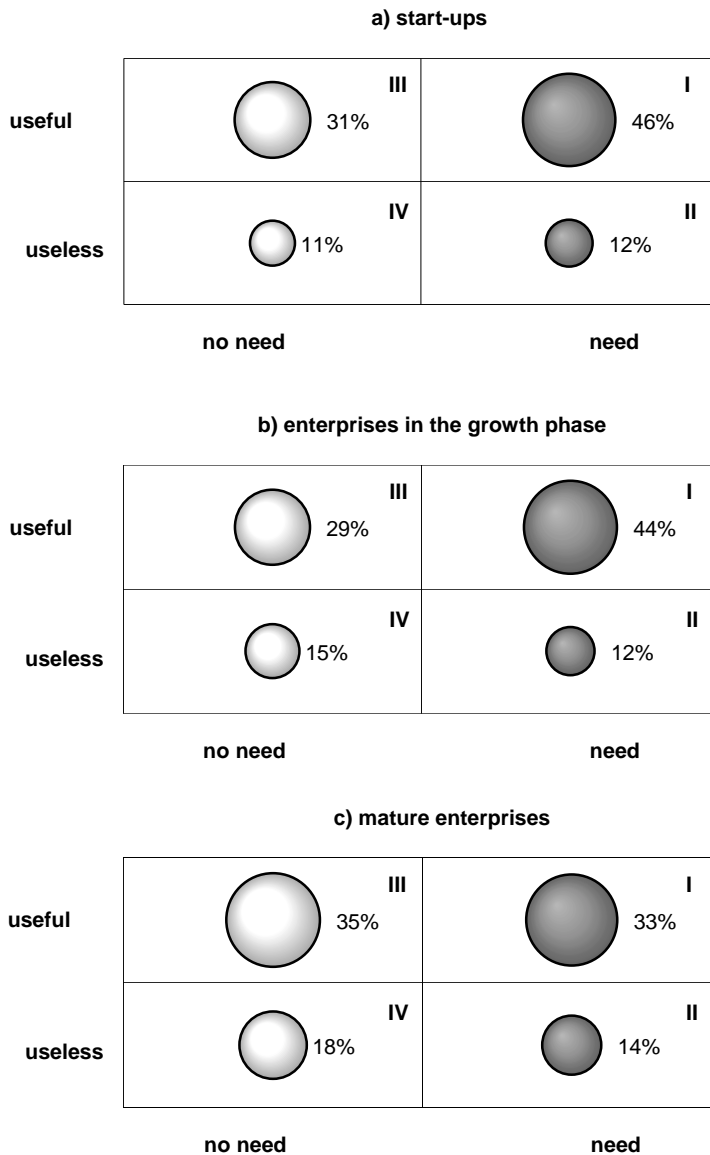 a) start-ups
III
I
useful
31%
46%
IV
II
useless
11%
12%
no need
need
b) enterprises in the growth phase
III
I
useful
29%
44%
IV
II
useless
15%
12%
no need
need
c) mature enterprises
III
I
useful
35%
33%
IV
II
useless
18%
14%
no need
need